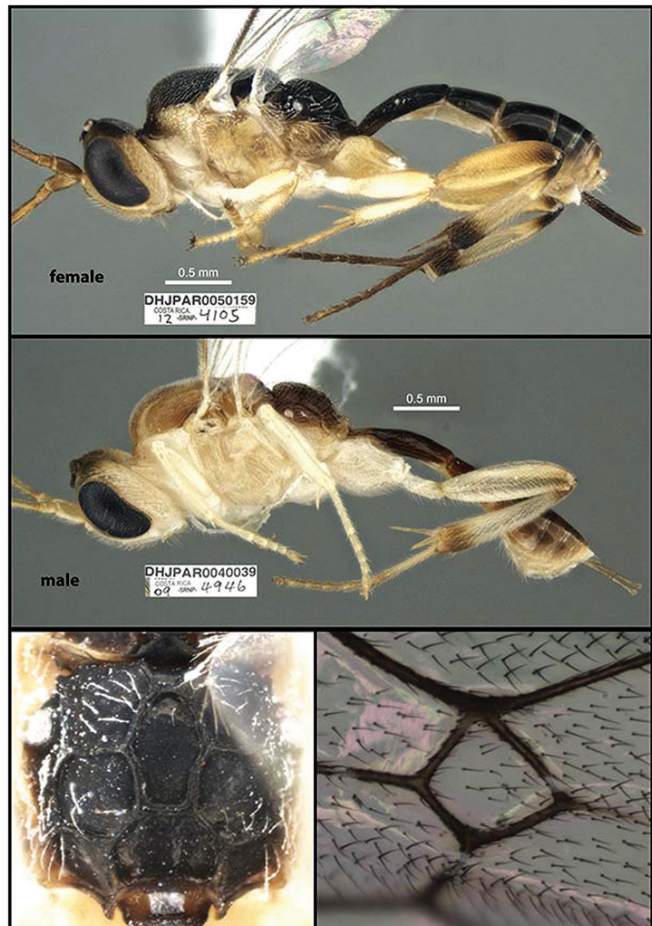 female
0.5 mm
DHJPAR0050159
COSTA RICA
12 -SRNP- 4105
0.5 mm
male
DHJPAR0040039
COSTA RICA
09 -SRNP- 4946